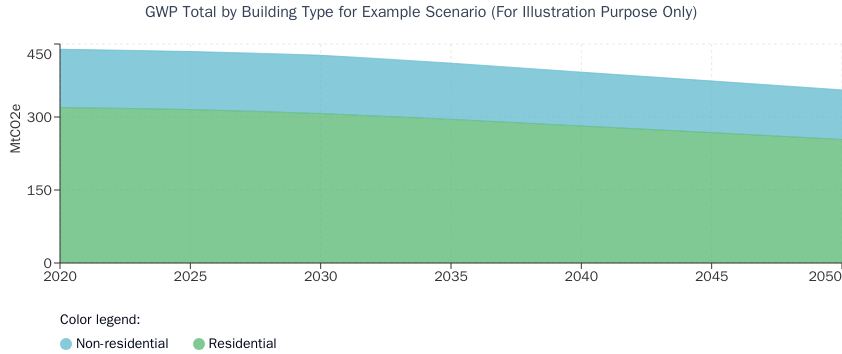 GWP Total by Building Type for Example Scenario (For Illustration Purpose Only)
MtCO2e
450
300
150
0
2020 2025 2030 2035 2040 2045 2050
Color legend:
Non-residential Residential